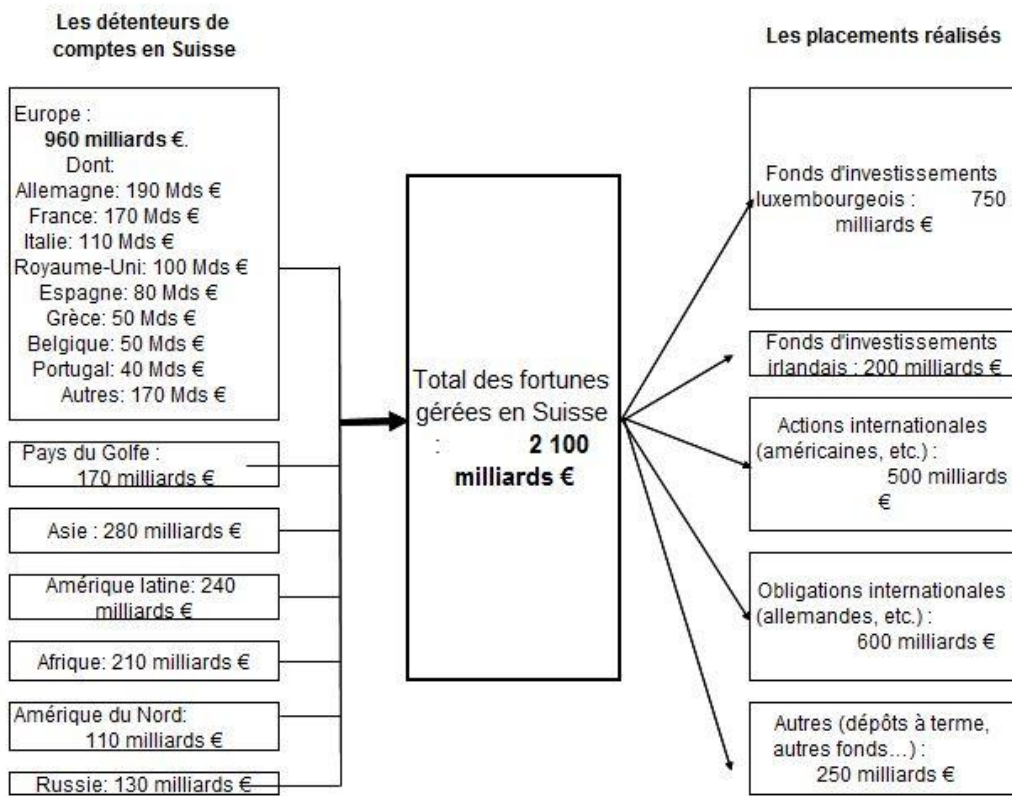 Les détenteurs de
comptes en Suisse
Europe :
960 milliards €.
Dont:
Allemagne: 190 Mds €
France: 170 Mds €
Italie: 110 Mds €
Royaume-Uni: 100 Mds €
Espagne: 80 Mds €
Grèce: 50 Mds €
Belgique: 50 Mds €
Portugal: 40 Mds €
Autres: 170 Mds €
Pays du Golfe :
170 milliards €
Asie : 280 milliards €
Amérique latine: 240
milliards €
Afrique: 210 milliards €
Amérique du Nord:
110 milliards €
Russie: 130 milliards €
Total des fortunes
gérées en Suisse
: 2 100
milliards €
Les placements réalisés
Fonds d'investissements
luxembourgeois : 750
milliards €
Fonds d'investissements
irlandais : 200 milliards €
Actions internationales
(américaines, etc.) :
500 milliards
€
Obligations internationales
(allemandes, etc.) :
600 milliards €
Autres (dépôts à terme,
autres fonds...) :
250 milliards €